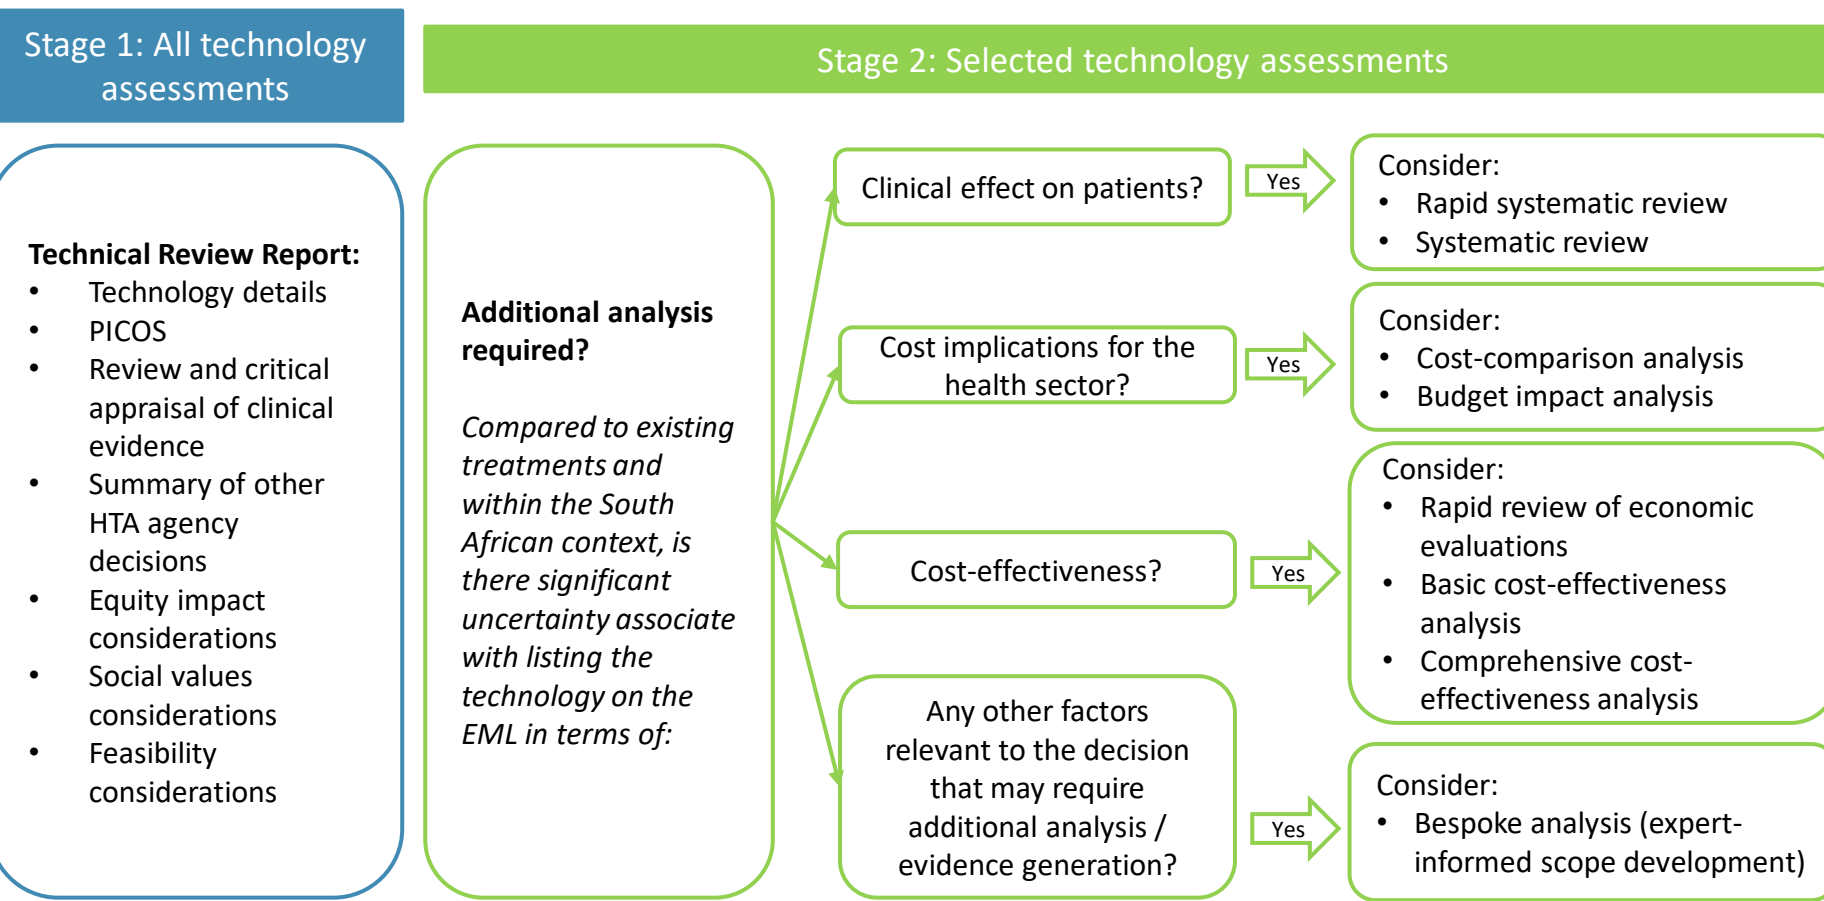 Stage 1: All technology
assessments
Stage 2: Selected technology assessments
Technical Review Report:
• Technology details
• PICOS
• Review and critical
appraisal of clinical
evidence
• Summary of other
HTA agency
decisions
• Equity impact
considerations
• Social values
considerations
• Feasibility
considerations
Additional analysis
required?
Compared to existing
treatments and
within the South
African context, is
there significant
uncertainty associate
with listing the
technology on the
EML in terms of:
Clinical effect on patients?
Yes
Consider:
• Rapid systematic review
• Systematic review
Cost implications for the
health sector?
Yes
Consider:
• Cost-comparison analysis
• Budget impact analysis
Cost-effectiveness?
Yes
Consider:
• Rapid review of economic
evaluations
• Basic cost-effectiveness
analysis
• Comprehensive cost-
effectiveness analysis
Any other factors
relevant to the decision
that may require
additional analysis /
evidence generation?
Yes
Consider:
• Bespoke analysis (expert-
informed scope development)